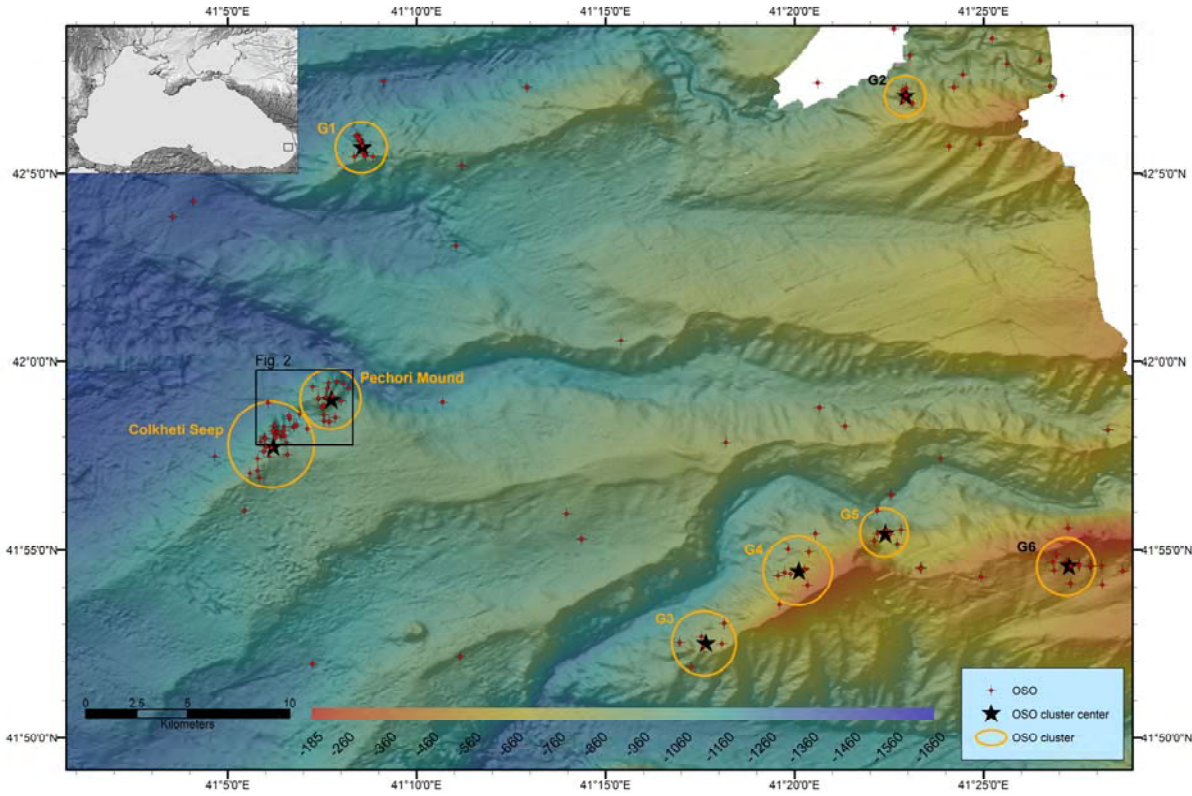 41°5'0"E 41°10'0"E 41°15'0"E 41°20'0"E 41°25'0"E
G2
G1
42°5'0"N 42°5'0"N
42°0'0"N 42°0'0"N
Fig. 2
Pechori Mound
Colkheti Seep
G5
41°55'0"N G4 G6 41°55'0"N
G3
OSO
OSO cluster center
OSO cluster
0 2.5 5 10
Kilometers
-185 -260 -360 -460 -560 -660 -760 -860 -960 -1060 -1160 -1260 -1360 -1460 -1560 -1660
41°50'0"N 41°50'0"N
41°5'0"E 41°10'0"E 41°15'0"E 41°20'0"E 41°25'0"E